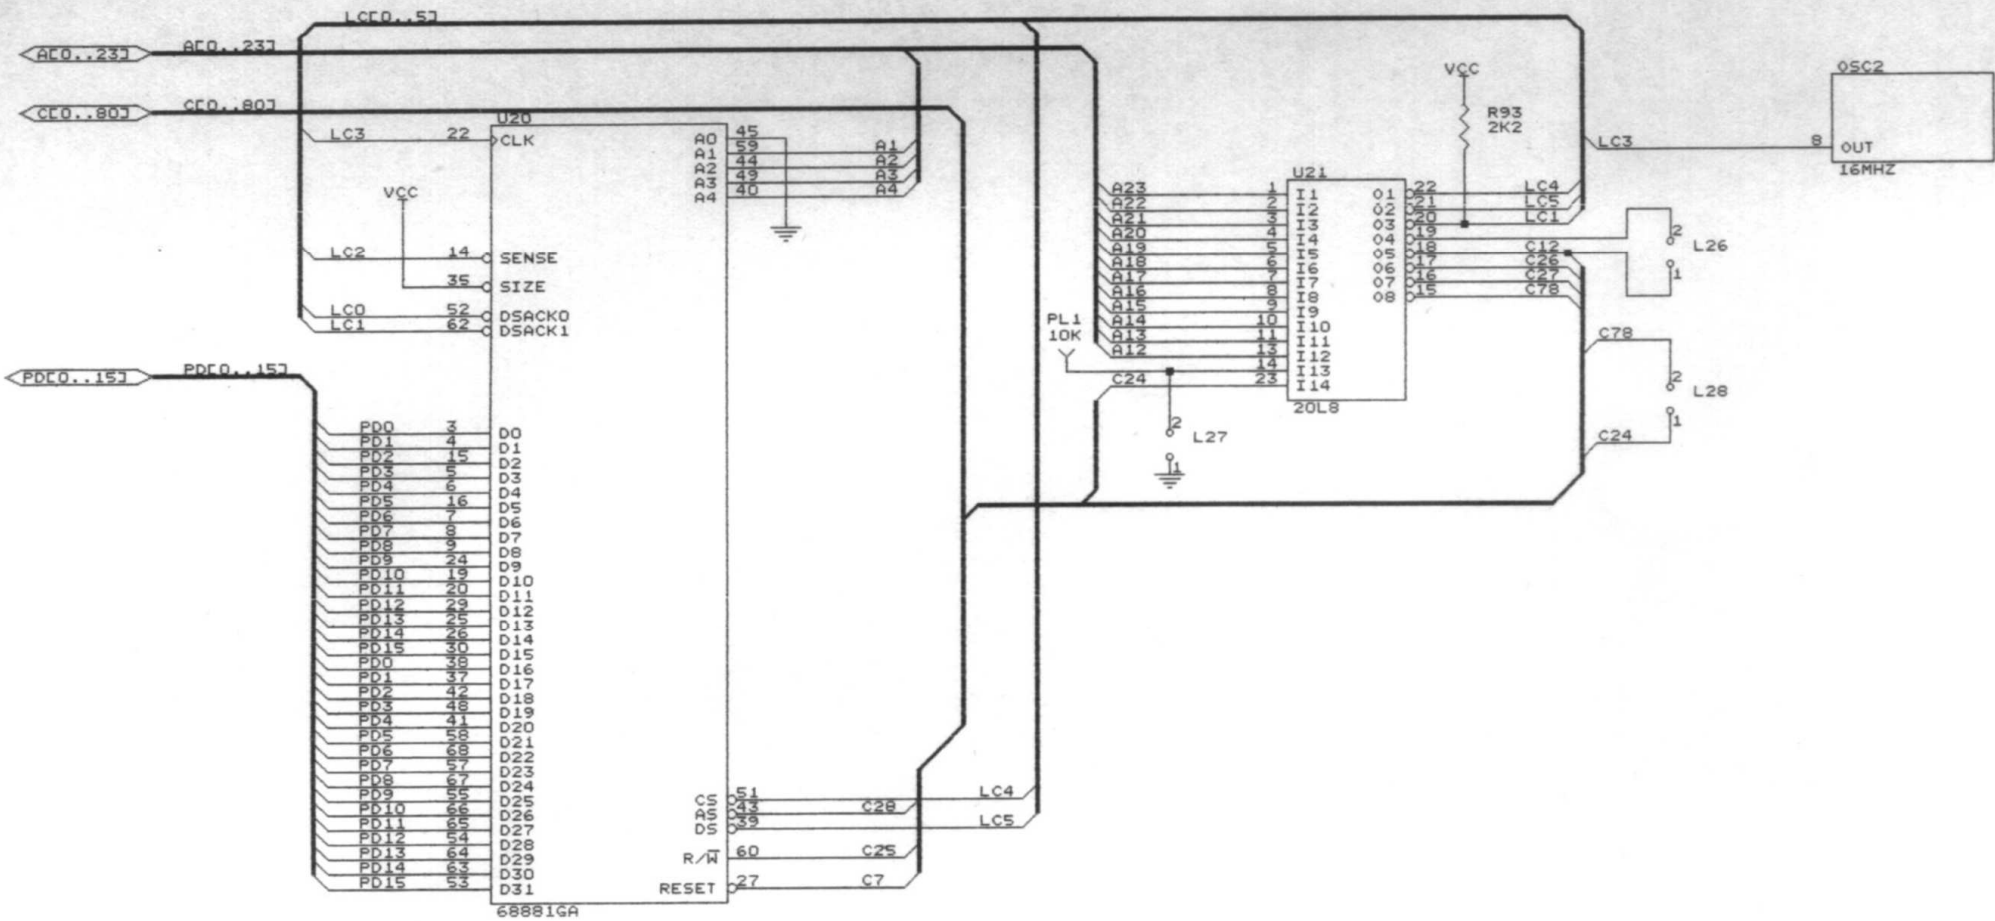 LC[0..5]
A[0..23] A[0..23]
C[0..80] C[0..80]
PD[0..15] PD[0..15]
U20
LC3 22 CLK
VCC
LC2 14 SENSE
35 SIZE
LC0 52 DSACK0
LC1 62 DSACK1
PD0 3 D0
PD1 4 D1
PD2 15 D2
PD3 5 D3
PD4 6 D4
PD5 16 D5
PD6 7 D6
PD7 8 D7
PD8 9 D8
PD9 24 D9
PD10 19 D10
PD11 20 D11
PD12 29 D12
PD13 25 D13
PD14 26 D14
PD15 30 D15
PD0 38 D16
PD1 37 D17
PD2 42 D18
PD3 48 D19
PD4 41 D20
PD5 58 D21
PD6 68 D22
PD7 57 D23
PD8 67 D24
PD9 55 D25
PD10 66 D26
PD11 65 D27
PD12 54 D28
PD13 64 D29
PD14 63 D30
PD15 53 D31
68881GA
A0 45
A1 59 A1
A2 44 A2
A3 49 A3
A4 40 A4
CS 51 LC4
AS 43 C28
DS 39 LC5
R/W̅ 60 C25
RESET 27 C7
U21
A23 1 I1
A22 2 I2
A21 3 I3
A20 4 I4
A19 5 I5
A18 6 I6
A17 7 I7
A16 8 I8
A15 9 I9
A14 10 I10
A13 11 I11
A12 13 I12
14 I13
C24 23 I14
20L8
PL1
10K
2
L27
1
VCC
R93
2K2
O1 22 LC4
O2 21 LC5
O3 20 LC1
O4 19
O5 18 C12
O6 17 C26
O7 16 C27
O8 15 C78
2
L26
1
C78
2
L28
1
C24
OSC2
LC3 8 OUT
16MHZ